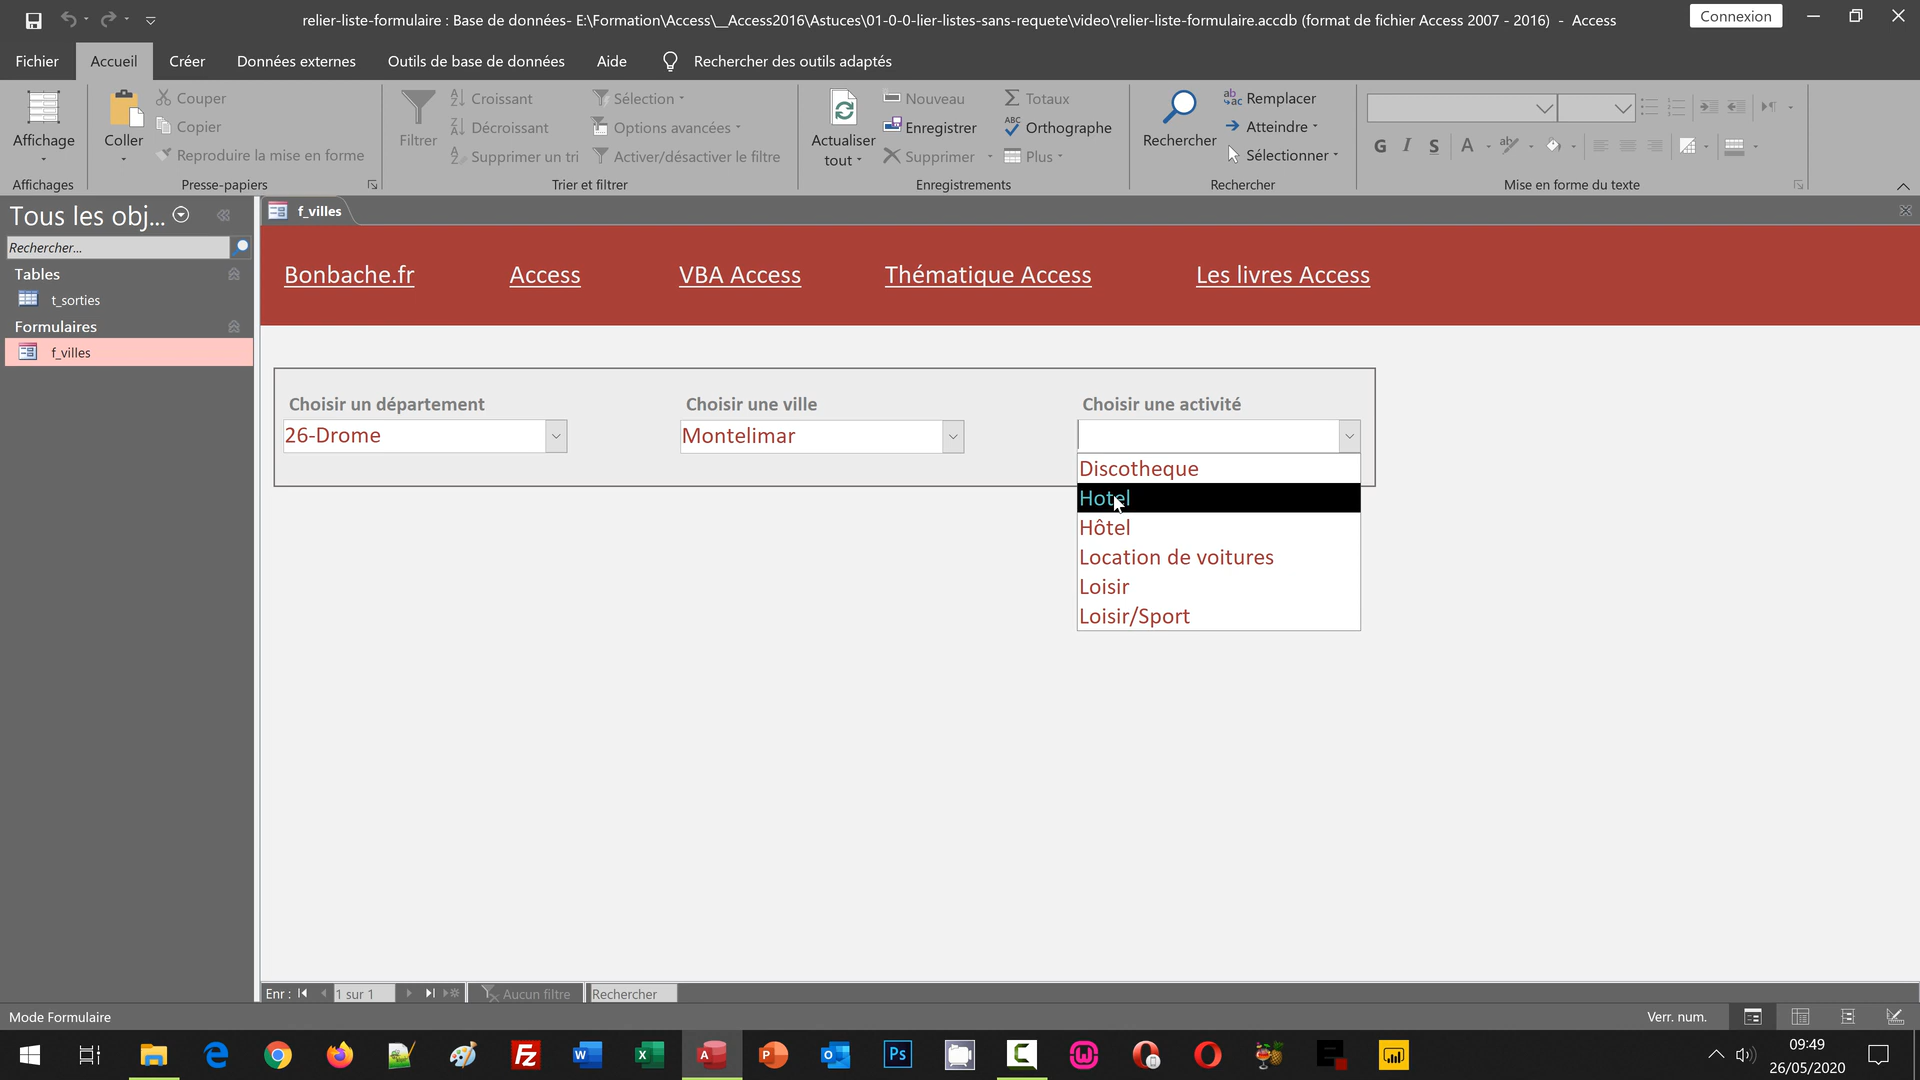 relier-liste-formulaire : Base de données- E:\Formation\Access\__Access2016\Astuces\01-0-0-lier-listes-sans-requete\video\relier-liste-formulaire.accdb (format de fichier Access 2007 - 2016) - Access
Connexion
Fichier Accueil Créer Données externes Outils de base de données Aide Rechercher des outils adaptés
Affichage
Affichages
Coller
Couper
Copier
Reproduire la mise en forme
Presse-papiers
Filtrer
Croissant
Décroissant
Supprimer un tri
Sélection
Options avancées
Activer/désactiver le filtre
Trier et filtrer
Actualiser
tout
Nouveau
Enregistrer
Supprimer
Totaux
Orthographe
Plus
Enregistrements
Rechercher
Remplacer
Atteindre
Sélectionner
Rechercher
G I S A
Mise en forme du texte
Tous les obj...
Rechercher...
Tables
t_sorties
Formulaires
f_villes
f_villes
Bonbache.fr Access VBA Access Thématique Access Les livres Access
Choisir un département Choisir une ville Choisir une activité
26-Drome Montelimar
Discotheque
Hotel
Hôtel
Location de voitures
Loisir
Loisir/Sport
Enr : 1 sur 1 Aucun filtre Rechercher
Mode Formulaire
Verr. num.
09:49
26/05/2020